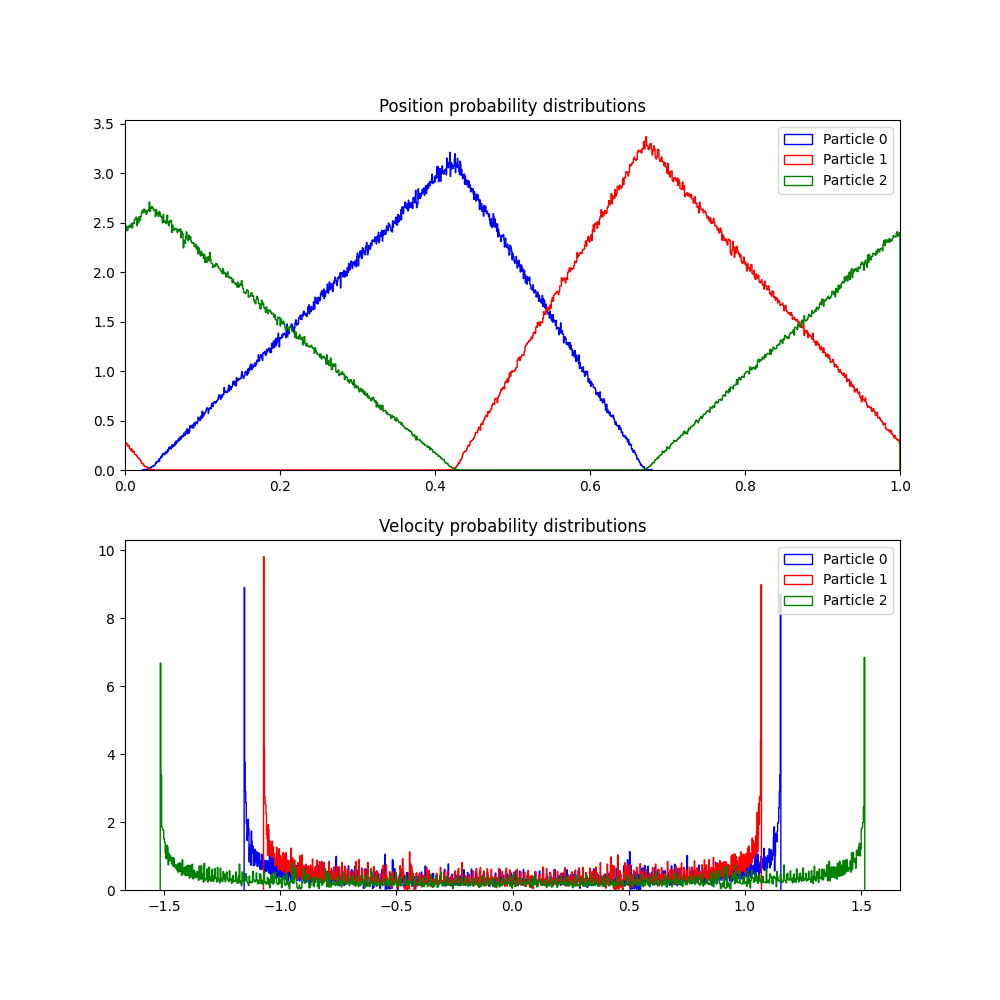 Position probability distributions
3.5
3.0
2.5
2.0
1.5
1.0
0.5
0.0
Particle 0
Particle 1
Particle 2
0.0 0.2 0.4 0.6 0.8 1.0
Velocity probability distributions
10
8
6
4
2
0
Particle 0
Particle 1
Particle 2
−1.5 −1.0 −0.5 0.0 0.5 1.0 1.5